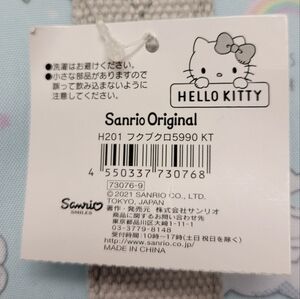 ●洗濯はお避けください。
●小さな部品がありますので
誤って飲み込まないように
注意してください。
HELLO KITTY
Sanrio Original
H201 フクブクロ5990 KT
4 550337 730768
73076-9
© 2021 SANRIO CO., LTD.
TOKYO, JAPAN
著作・発売元 株式会社サンリオ
商品に関するお問い合わせ
東京都品川区大崎1-11-1
03-3779-8148
受付時間:10時~17時(土日祝日を除く)
www.sanrio.co.jp
MADE IN CHINA
Sanrio
SMILES